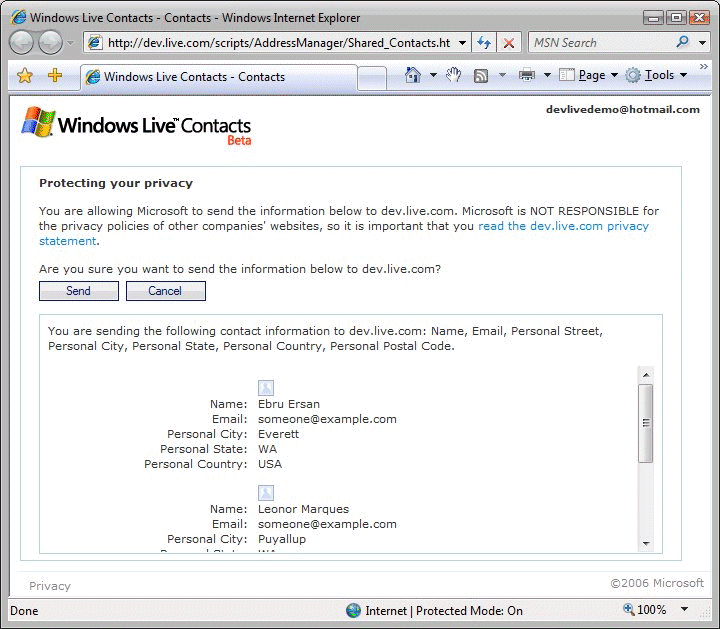 Windows Live Contacts - Contacts - Windows Internet Explorer
http://dev.live.com/scripts/AddressManager/Shared_Contacts.ht
MSN Search
Windows Live Contacts - Contacts
Page
Tools
devlivedemo@hotmail.com
Windows Live™ Contacts
Beta
Protecting your privacy
You are allowing Microsoft to send the information below to dev.live.com. Microsoft is NOT RESPONSIBLE for
the privacy policies of other companies' websites, so it is important that you read the dev.live.com privacy
statement.
Are you sure you want to send the information below to dev.live.com?
Send Cancel
You are sending the following contact information to dev.live.com: Name, Email, Personal Street,
Personal City, Personal State, Personal Country, Personal Postal Code.
Name: Ebru Ersan
Email: someone@example.com
Personal City: Everett
Personal State: WA
Personal Country: USA
Name: Leonor Marques
Email: someone@example.com
Personal City: Puyallup
Personal State: WA
Privacy
©2006 Microsoft
Done
Internet | Protected Mode: On
100%